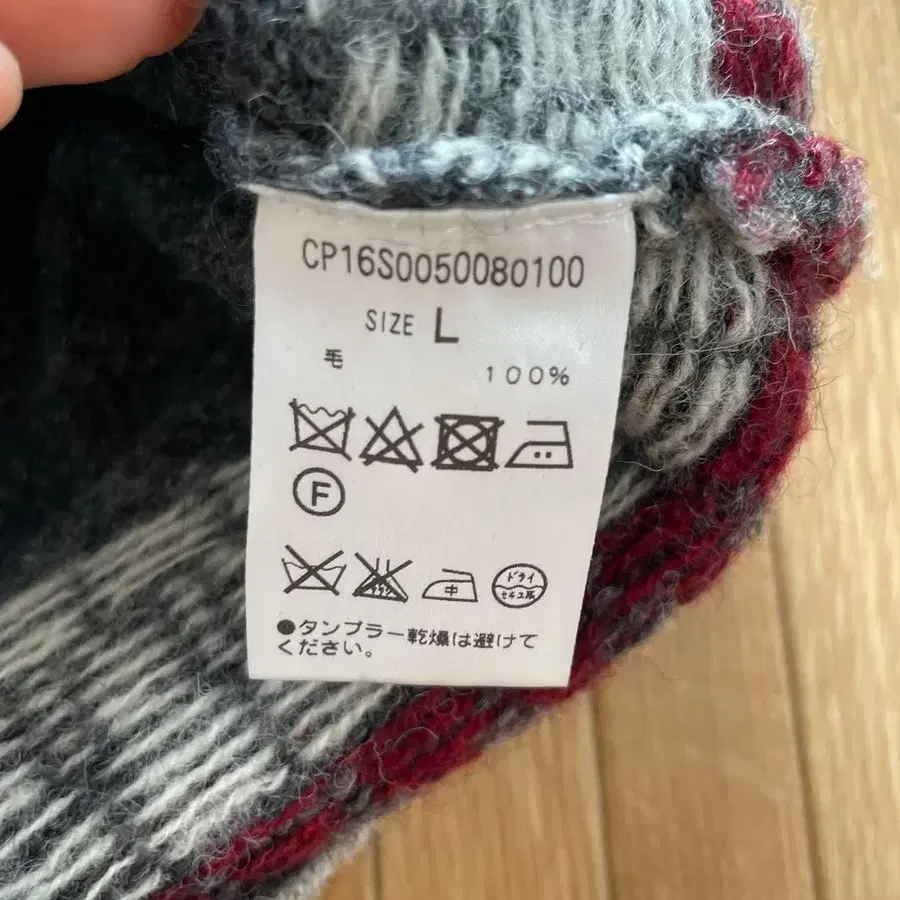 CP16S0050080100
SIZE L
毛 100%
F
中 ドライ
セキユ系
●タンブラー乾燥は避けて
ください。